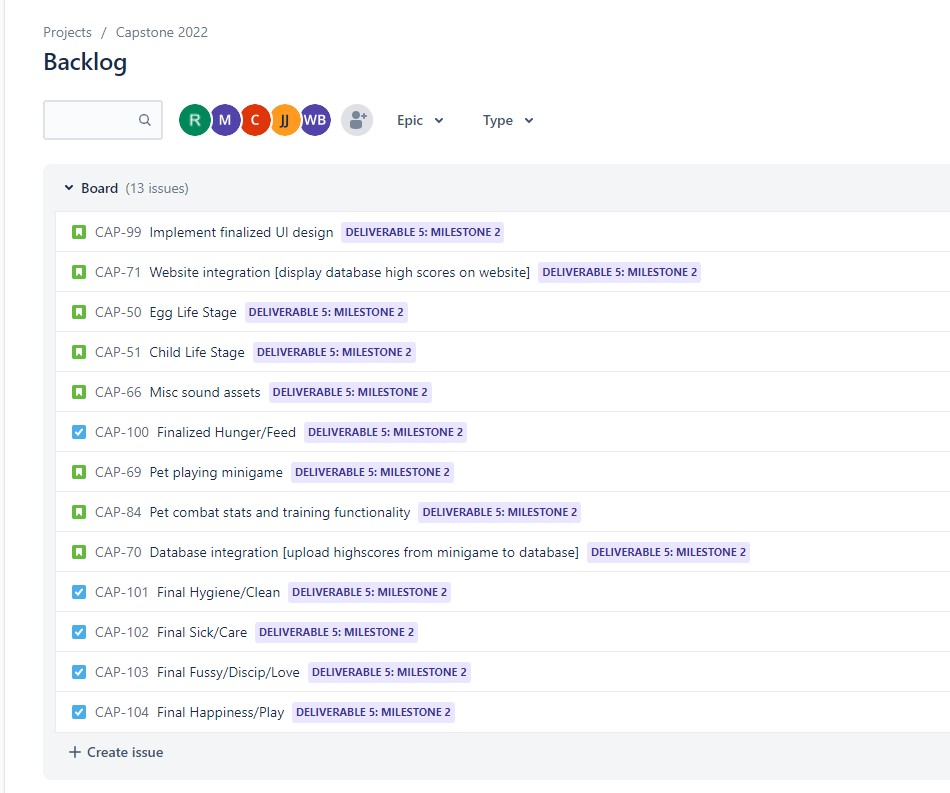 Projects / Capstone 2022
Backlog
R M C JJ WB Epic Type
Board (13 issues)
CAP-99 Implement finalized UI design DELIVERABLE 5: MILESTONE 2
CAP-71 Website integration [display database high scores on website] DELIVERABLE 5: MILESTONE 2
CAP-50 Egg Life Stage DELIVERABLE 5: MILESTONE 2
CAP-51 Child Life Stage DELIVERABLE 5: MILESTONE 2
CAP-66 Misc sound assets DELIVERABLE 5: MILESTONE 2
CAP-100 Finalized Hunger/Feed DELIVERABLE 5: MILESTONE 2
CAP-69 Pet playing minigame DELIVERABLE 5: MILESTONE 2
CAP-84 Pet combat stats and training functionality DELIVERABLE 5: MILESTONE 2
CAP-70 Database integration [upload highscores from minigame to database] DELIVERABLE 5: MILESTONE 2
CAP-101 Final Hygiene/Clean DELIVERABLE 5: MILESTONE 2
CAP-102 Final Sick/Care DELIVERABLE 5: MILESTONE 2
CAP-103 Final Fussy/Discip/Love DELIVERABLE 5: MILESTONE 2
CAP-104 Final Happiness/Play DELIVERABLE 5: MILESTONE 2
+ Create issue